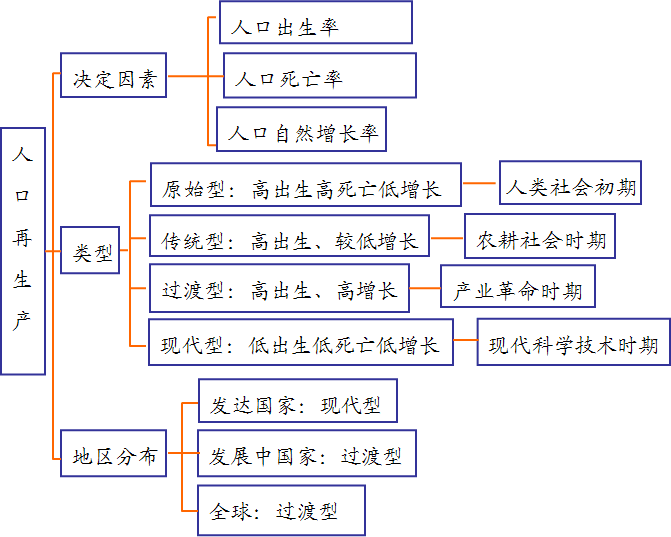 人口再生产
决定因素
人口出生率
人口死亡率
人口自然增长率
类型
原始型：高出生高死亡低增长
人类社会初期
传统型：高出生、较低增长
农耕社会时期
过渡型：高出生、高增长
产业革命时期
现代型：低出生低死亡低增长
现代科学技术时期
地区分布
发达国家：现代型
发展中国家：过渡型
全球：过渡型